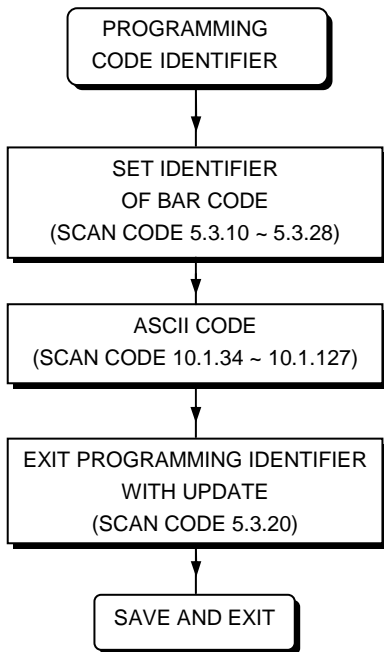 PROGRAMMING
CODE IDENTIFIER
SET IDENTIFIER
OF BAR CODE
(SCAN CODE 5.3.10 ~ 5.3.28)
ASCII CODE
(SCAN CODE 10.1.34 ~ 10.1.127)
EXIT PROGRAMMING IDENTIFIER
WITH UPDATE
(SCAN CODE 5.3.20)
SAVE AND EXIT